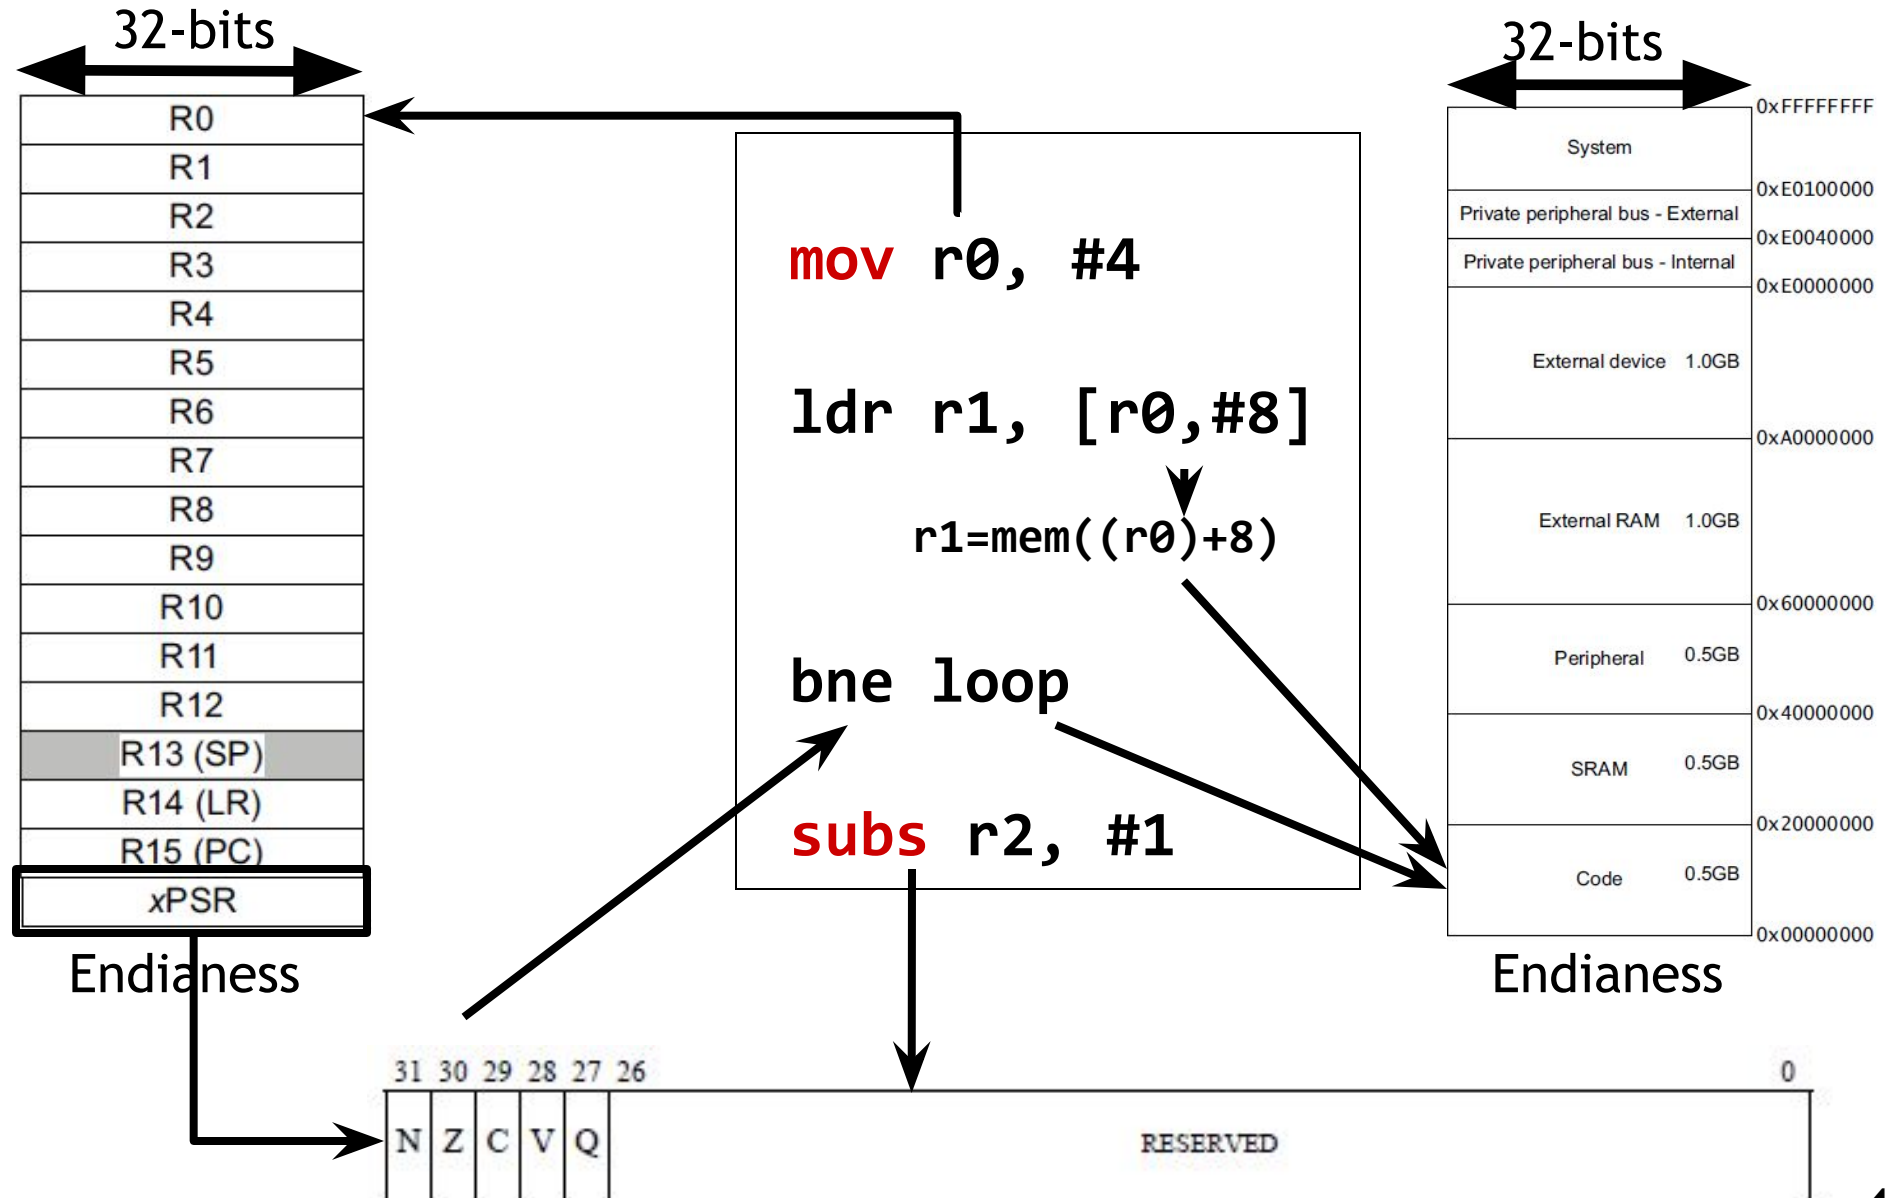 32-bits
R0
R1
R2
R3
R4
R5
R6
R7
R8
R9
R10
R11
R12
R13 (SP)
R14 (LR)
R15 (PC)
xPSR
Endianess
mov r0, #4
ldr r1, [r0,#8]
r1=mem((r0)+8)
bne loop
subs r2, #1
32-bits
0xFFFFFFFF
System
0xE0100000
Private peripheral bus - External
0xE0040000
Private peripheral bus - Internal
0xE0000000
External device 1.0GB
0xA0000000
External RAM 1.0GB
0x60000000
Peripheral 0.5GB
0x40000000
SRAM 0.5GB
0x20000000
Code 0.5GB
0x00000000
Endianess
31 30 29 28 27 26 0
N Z C V Q RESERVED